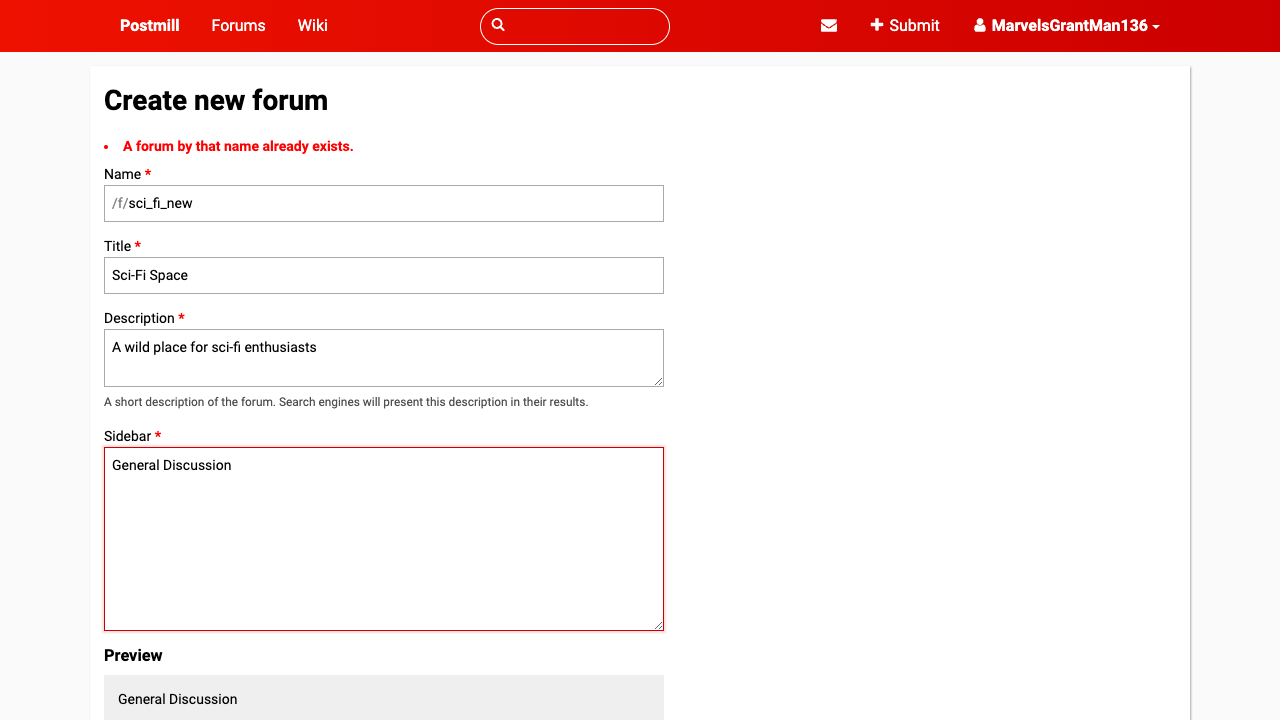 Postmill Forums Wiki Submit MarvelsGrantMan136
Create new forum
A forum by that name already exists.
Name *
/f/sci_fi_new
Title *
Sci-Fi Space
Description *
A wild place for sci-fi enthusiasts
A short description of the forum. Search engines will present this description in their results.
Sidebar *
General Discussion
Preview
General Discussion